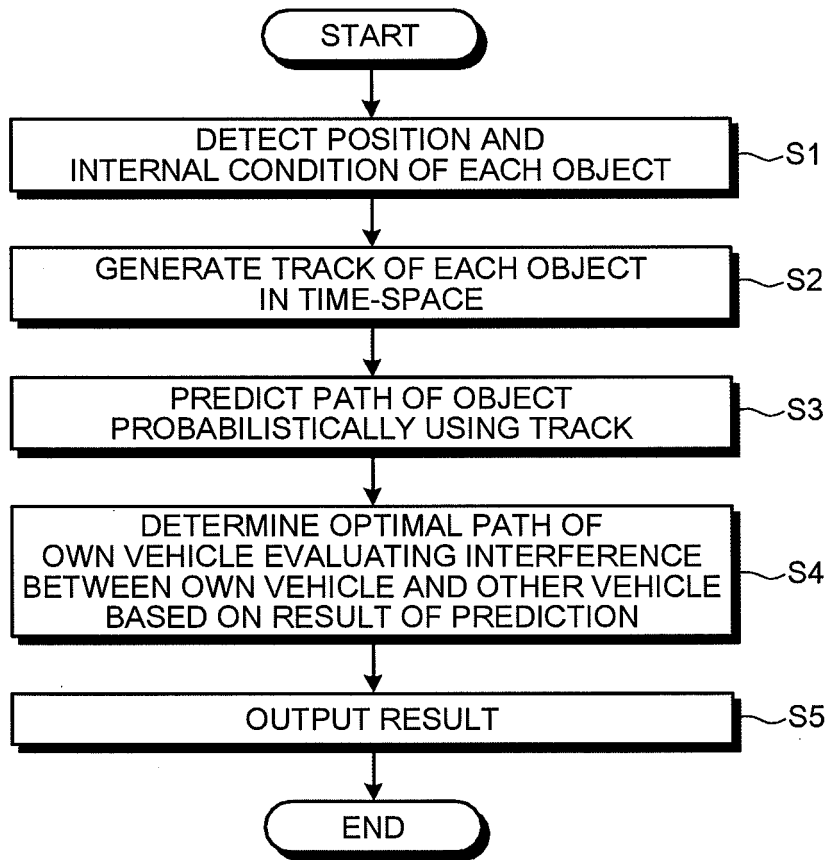 START
DETECT POSITION AND
INTERNAL CONDITION OF EACH OBJECT
S1
GENERATE TRACK OF EACH OBJECT
IN TIME-SPACE
S2
PREDICT PATH OF OBJECT
PROBABILISTICALLY USING TRACK
S3
DETERMINE OPTIMAL PATH OF
OWN VEHICLE EVALUATING INTERFERENCE
BETWEEN OWN VEHICLE AND OTHER VEHICLE
BASED ON RESULT OF PREDICTION
S4
OUTPUT RESULT
S5
END